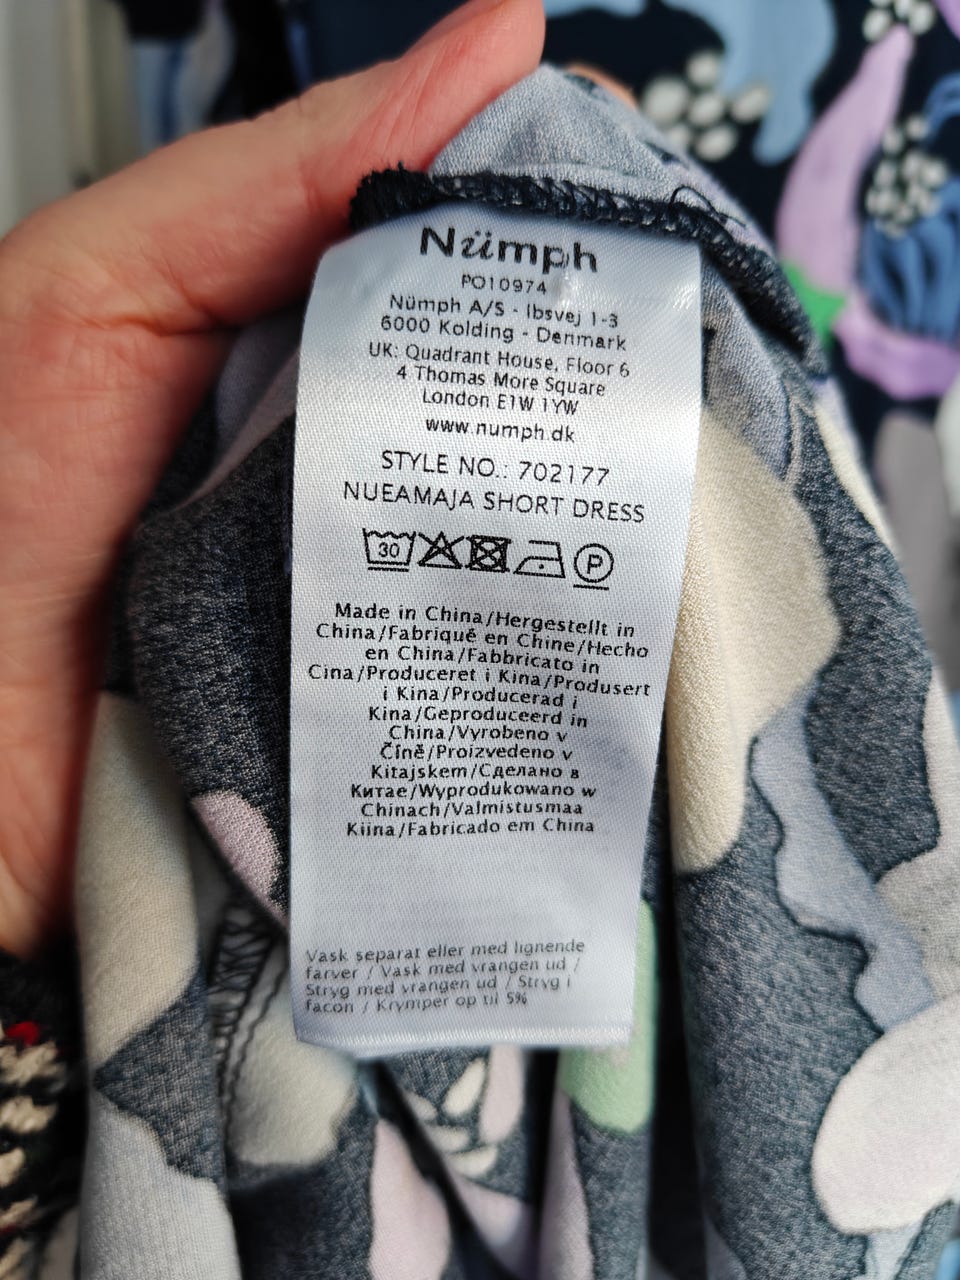 Nümph
PO10974
Nümph A/S - Ibsvej 1-3
6000 Kolding - Denmark
UK: Quadrant House, Floor 6
4 Thomas More Square
London E1W 1YW
www.numph.dk
STYLE NO.: 702177
NUEAMAJA SHORT DRESS
30
P
Made in China/Hergestellt in
China/Fabriqué en Chine/Hecho
en China/Fabbricato in
Cina/Produceret i Kina/Produsert
i Kina/Producerad i
Kina/Geproduceerd in
China/Vyrobeno v
Číně/Proizvedeno v
Kitajskem/Сделано в
Китае/Wyprodukowano w
Chinach/Valmistusmaa
Kiina/Fabricado em China
Vask separat eller med lignende
farver / Vask med vrangen ud /
Stryg med vrangen ud / Stryg i
facon / Krymper op til 5%